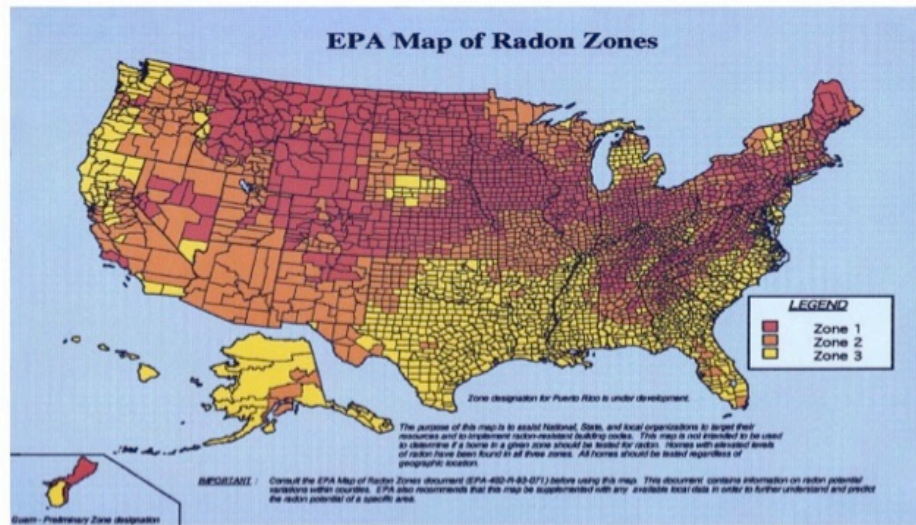 EPA Map of Radon Zones
LEGEND
Zone 1
Zone 2
Zone 3
Zone designation for Puerto Rico is under development.
The purpose of this map is to assist National, State, and local organizations to target their
resources and to implement radon-resistant building codes. This map is not intended to be used
to determine if a home in a given zone should be tested for radon. Homes with elevated levels
of radon have been found in all three zones. All homes should be tested regardless of
geographic location.
IMPORTANT: Consult the EPA Map of Radon Zones document (EPA-402-R-93-071) before using this map. This document contains information on radon potential
variations within counties. EPA also recommends that this map be supplemented with any available local data in order to further understand and predict
the radon potential of a specific area.
Guam - Preliminary Zone designation